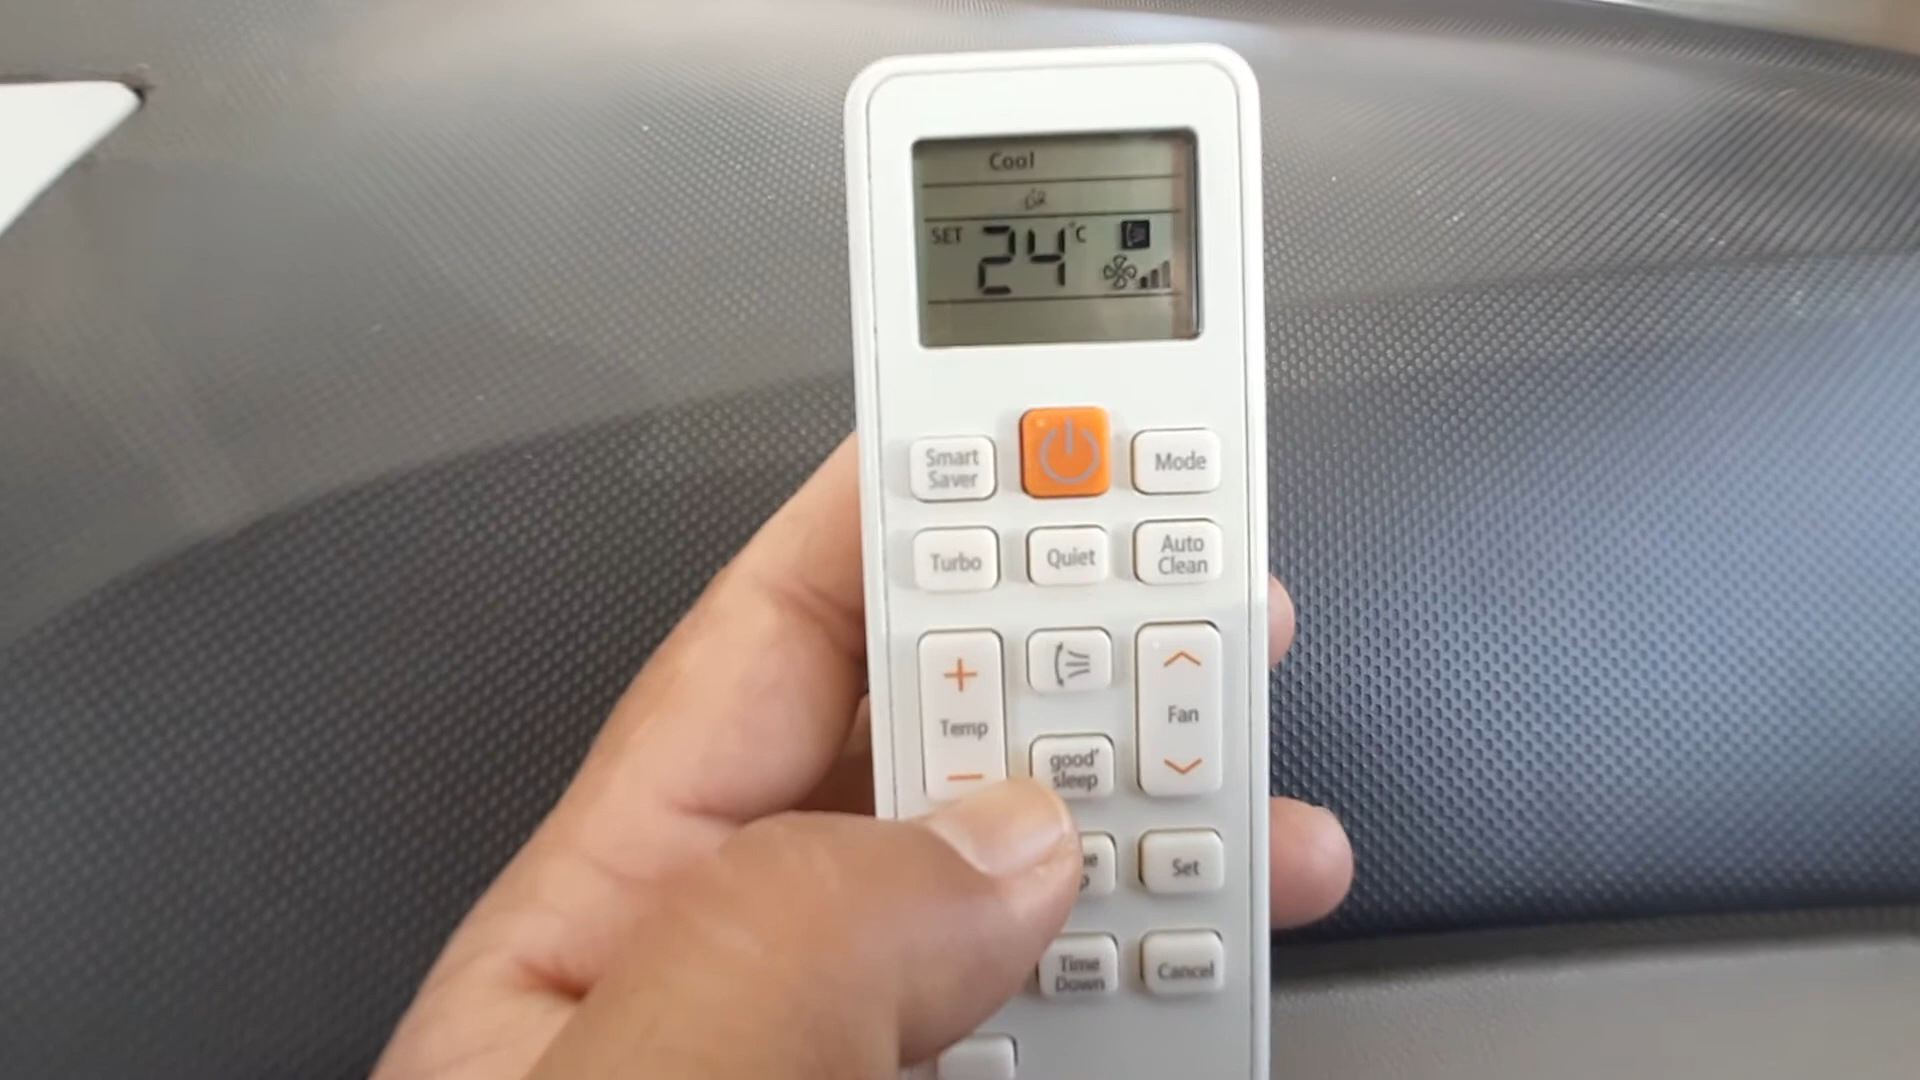 Cool
SET 24°C
Smart
Saver
Mode
Turbo
Quiet
Auto
Clean
+
Temp
−
Fan
good'
sleep
Set
Time
Down
Cancel